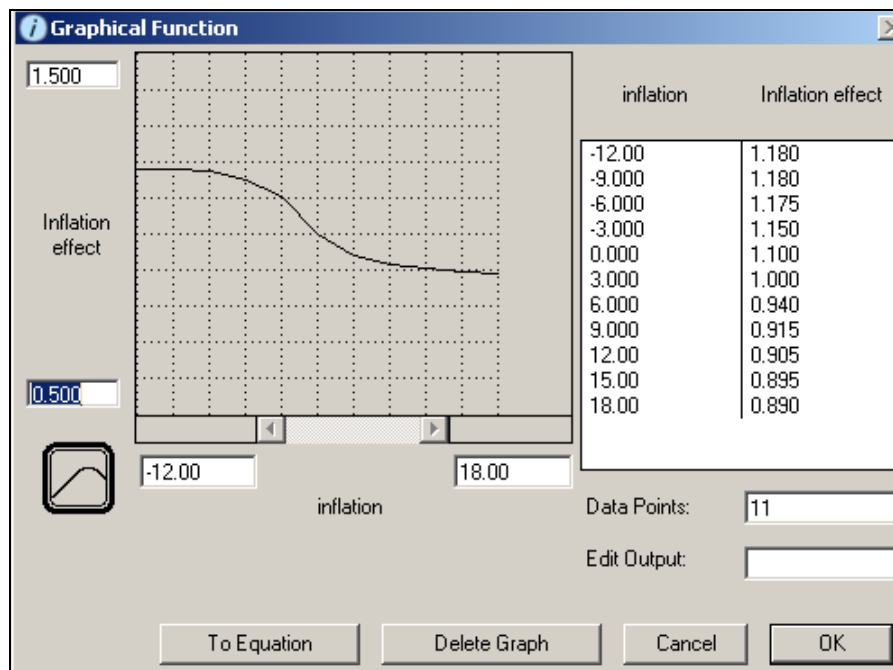 Graphical Function
1.500
Inflation
effect
0.500
-12.00
18.00
inflation
inflation Inflation effect
-12.00 1.180
-9.000 1.180
-6.000 1.175
-3.000 1.150
0.000 1.100
3.000 1.000
6.000 0.940
9.000 0.915
12.00 0.905
15.00 0.895
18.00 0.890
Data Points: 11
Edit Output:
To Equation
Delete Graph
Cancel
OK